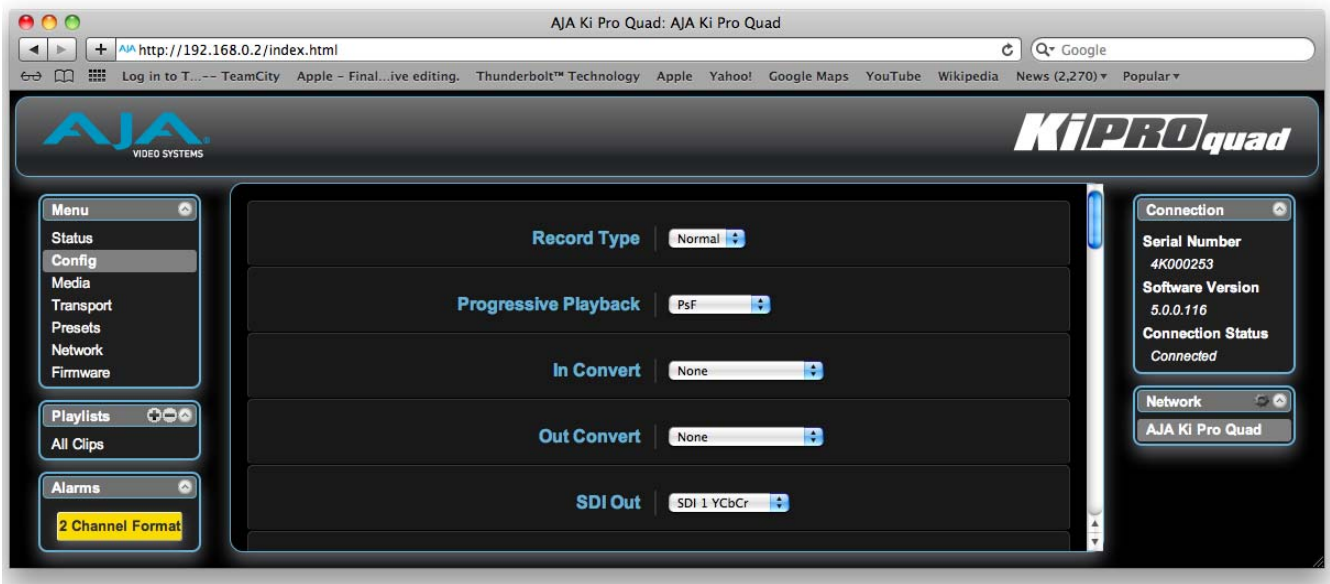 AJA Ki Pro Quad: AJA Ki Pro Quad
+ AJA http://192.168.0.2/index.html
Google
Log in to T...-- TeamCity Apple – Final...ive editing. Thunderbolt™ Technology Apple Yahoo! Google Maps YouTube Wikipedia News (2,270) Popular
AJA
VIDEO SYSTEMS
Ki PRO quad
Menu
Status
Config
Media
Transport
Presets
Network
Firmware
Playlists
All Clips
Alarms
2 Channel Format
Record Type Normal
Progressive Playback PsF
In Convert None
Out Convert None
SDI Out SDI 1 YCbCr
Connection
Serial Number
4K000253
Software Version
5.0.0.116
Connection Status
Connected
Network
AJA Ki Pro Quad